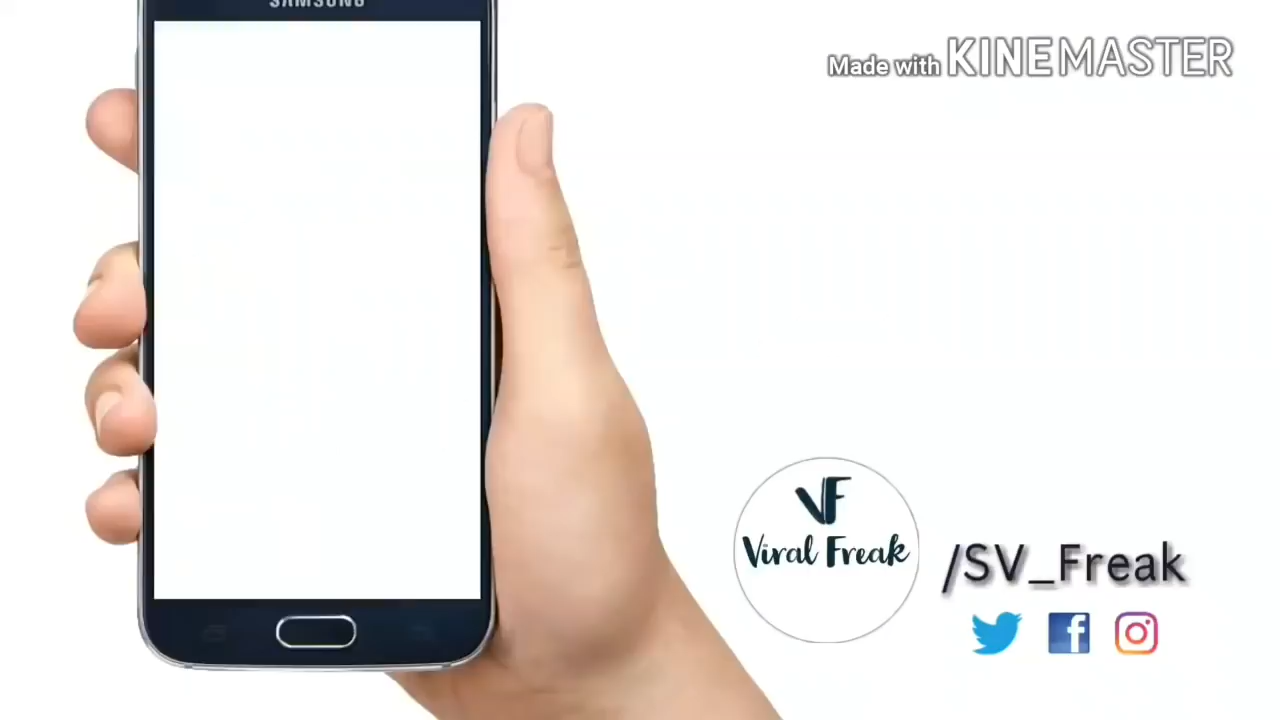 SAMSUNG
Made with KINEMASTER
VF
Viral Freak
/SV_Freak